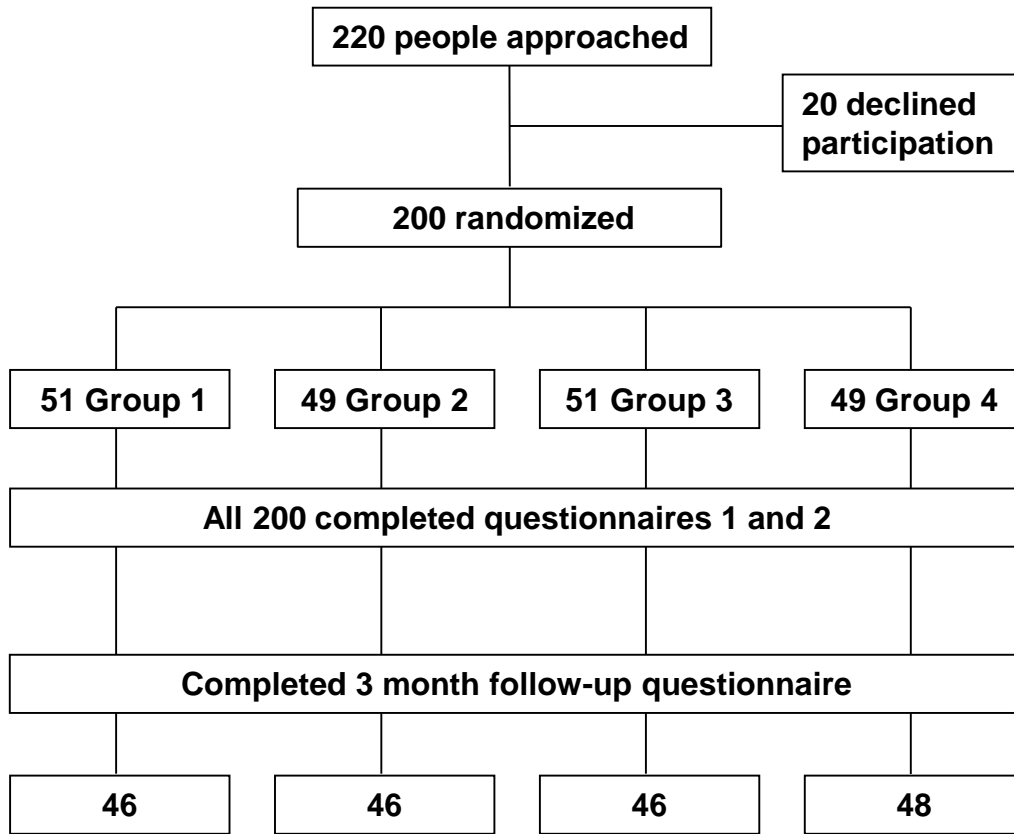 220 people approached
20 declined
participation
200 randomized
51 Group 1
49 Group 2
51 Group 3
49 Group 4
All 200 completed questionnaires 1 and 2
Completed 3 month follow-up questionnaire
46
46
46
48